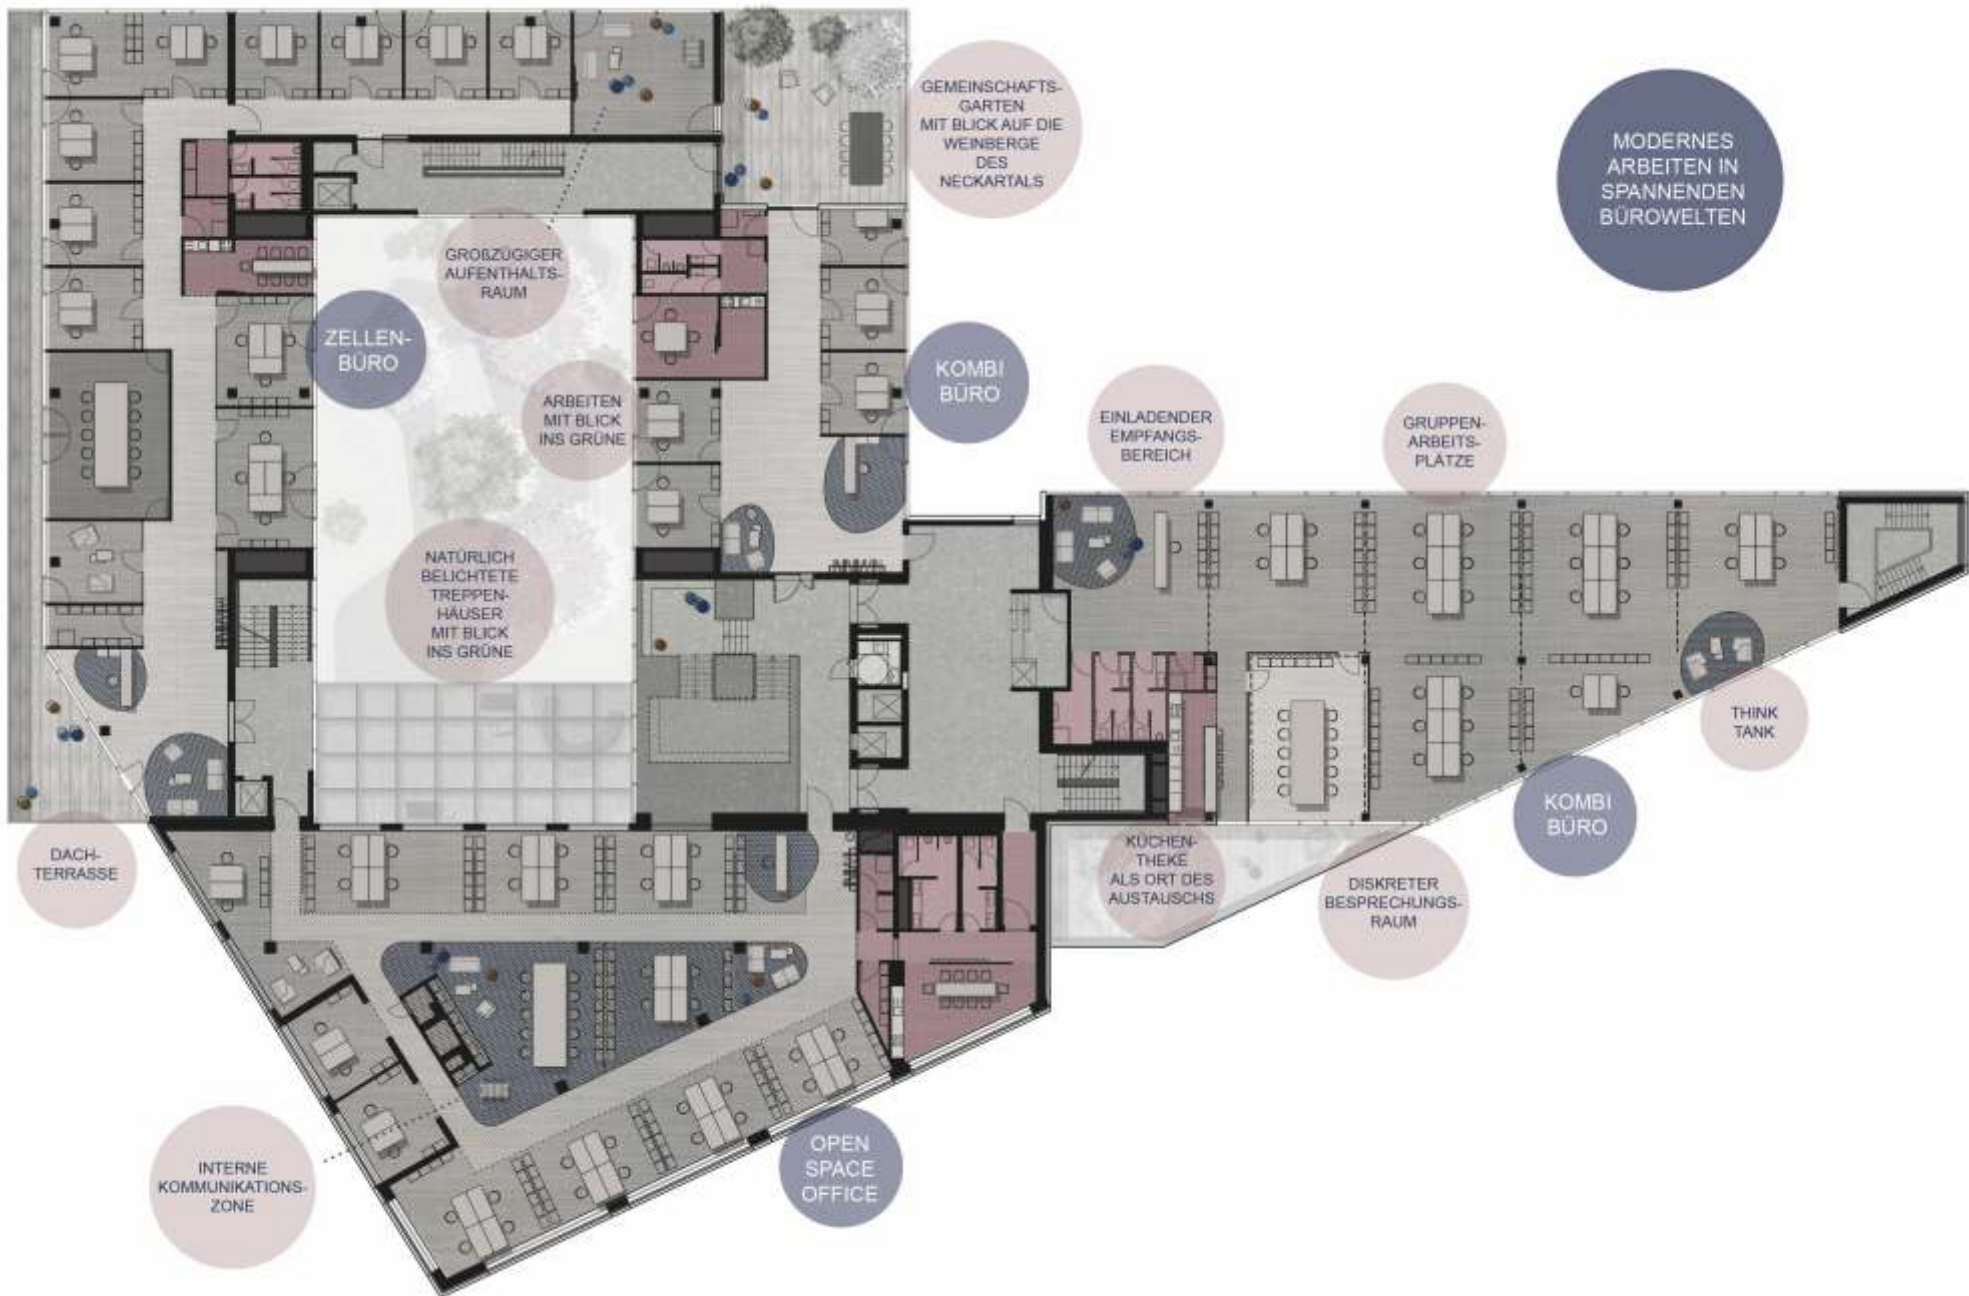 GEMEINSCHAFTS-
GARTEN
MIT BLICK AUF DIE
WEINBERGE
DES
NECKARTALS
MODERNES
ARBEITEN IN
SPANNENDEN
BÜROWELTEN
GROßZÜGIGER
AUFENTHALTS-
RAUM
ZELLEN-
BÜRO
ARBEITEN
MIT BLICK
INS GRÜNE
KOMBI
BÜRO
EINLADENDER
EMPFANGS-
BEREICH
GRUPPEN-
ARBEITS-
PLÄTZE
NATÜRLICH
BELICHTETE
TREPPEN-
HÄUSER
MIT BLICK
INS GRÜNE
THINK
TANK
KOMBI
BÜRO
DACH-
TERRASSE
KÜCHEN-
THEKE
ALS ORT DES
AUSTAUSCHS
DISKRETER
BESPRECHUNGS-
RAUM
INTERNE
KOMMUNIKATIONS-
ZONE
OPEN
SPACE
OFFICE